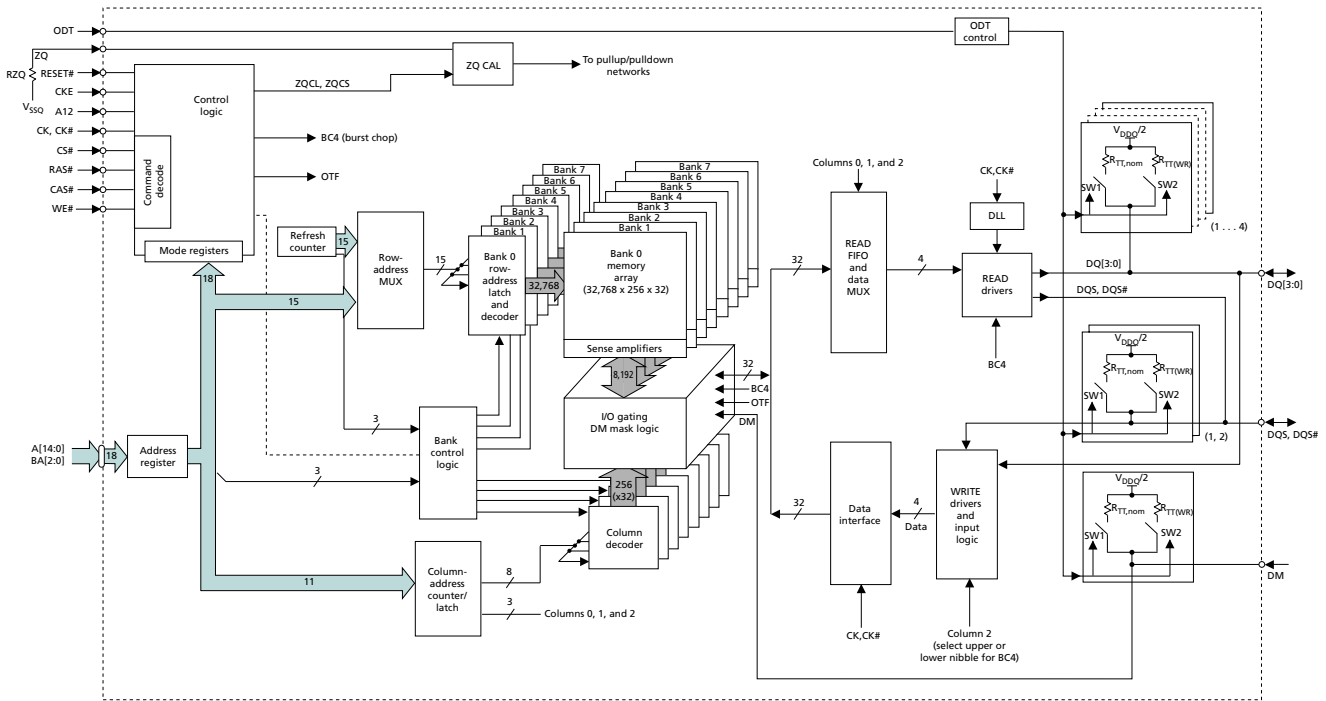 ODT
ODT
control
ZQ
RZQ
RESET#
ZQ CAL
To pullup/pulldown
networks
CKE
ZQCL, ZQCS
Control
logic
VSSQ
A12
CK, CK#
BC4 (burst chop)
CS#
RAS#
Command
decode
OTF
CAS#
WE#
Mode registers
18
Refresh
counter
15
Row-
address
MUX
15
15
Bank 7
Bank 6
Bank 5
Bank 4
Bank 3
Bank 2
Bank 1
Bank 0
row-
address
latch
and
decoder
32,768
Bank 7
Bank 6
Bank 5
Bank 4
Bank 3
Bank 2
Bank 1
Bank 0
memory
array
(32,768 x 256 x 32)
Sense amplifiers
8,192
I/O gating
DM mask logic
32
BC4
OTF
DM
256
(x32)
Column
decoder
A[14:0]
BA[2:0]
18
Address
register
3
3
Bank
control
logic
11
Column-
address
counter/
latch
8
3
Columns 0, 1, and 2
Columns 0, 1, and 2
32
READ
FIFO
and
data
MUX
4
CK,CK#
DLL
READ
drivers
BC4
DQ[3:0]
DQS, DQS#
32
Data
interface
CK,CK#
4
Data
WRITE
drivers
and
input
logic
Column 2
(select upper or
lower nibble for BC4)
VDDQ/2
RTT,nom
RTT(WR)
SW1
SW2
(1 . . . 4)
DQ[3:0]
VDDQ/2
RTT,nom
RTT(WR)
SW1
SW2
(1, 2)
DQS, DQS#
VDDQ/2
RTT,nom
RTT(WR)
SW1
SW2
DM